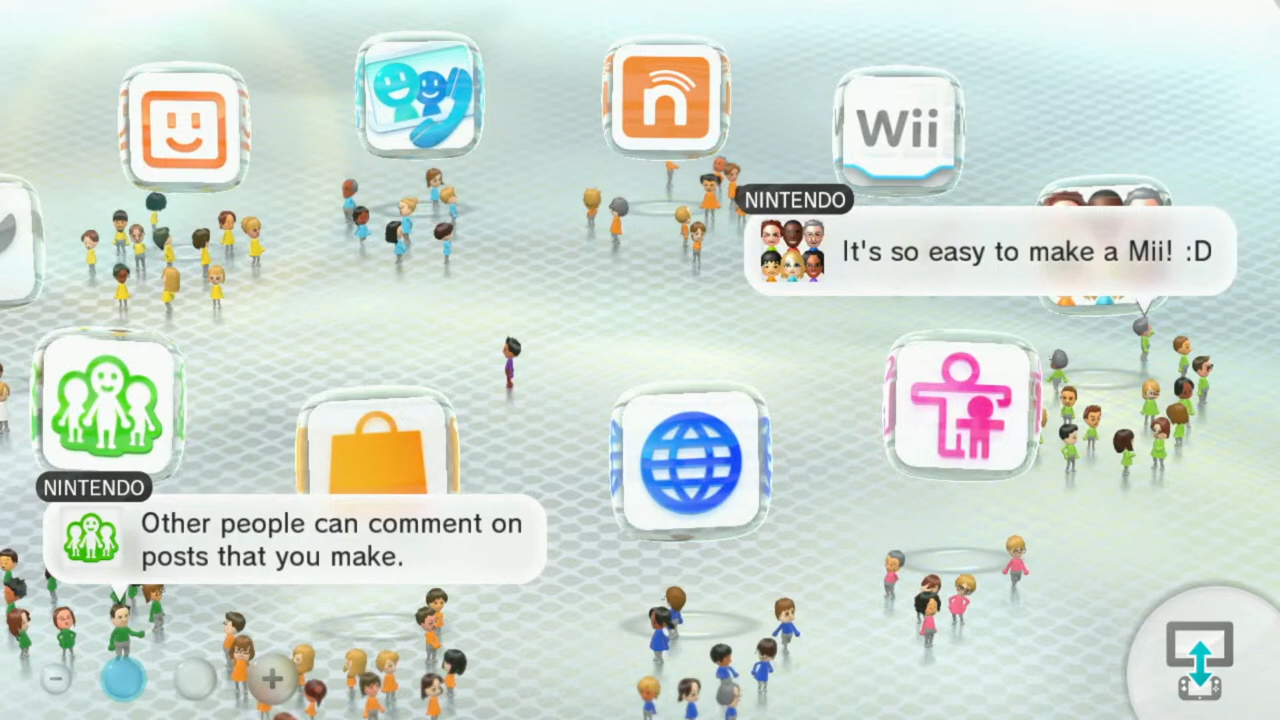 Wii
NINTENDO
It's so easy to make a Mii! :D
NINTENDO
Other people can comment on
posts that you make.